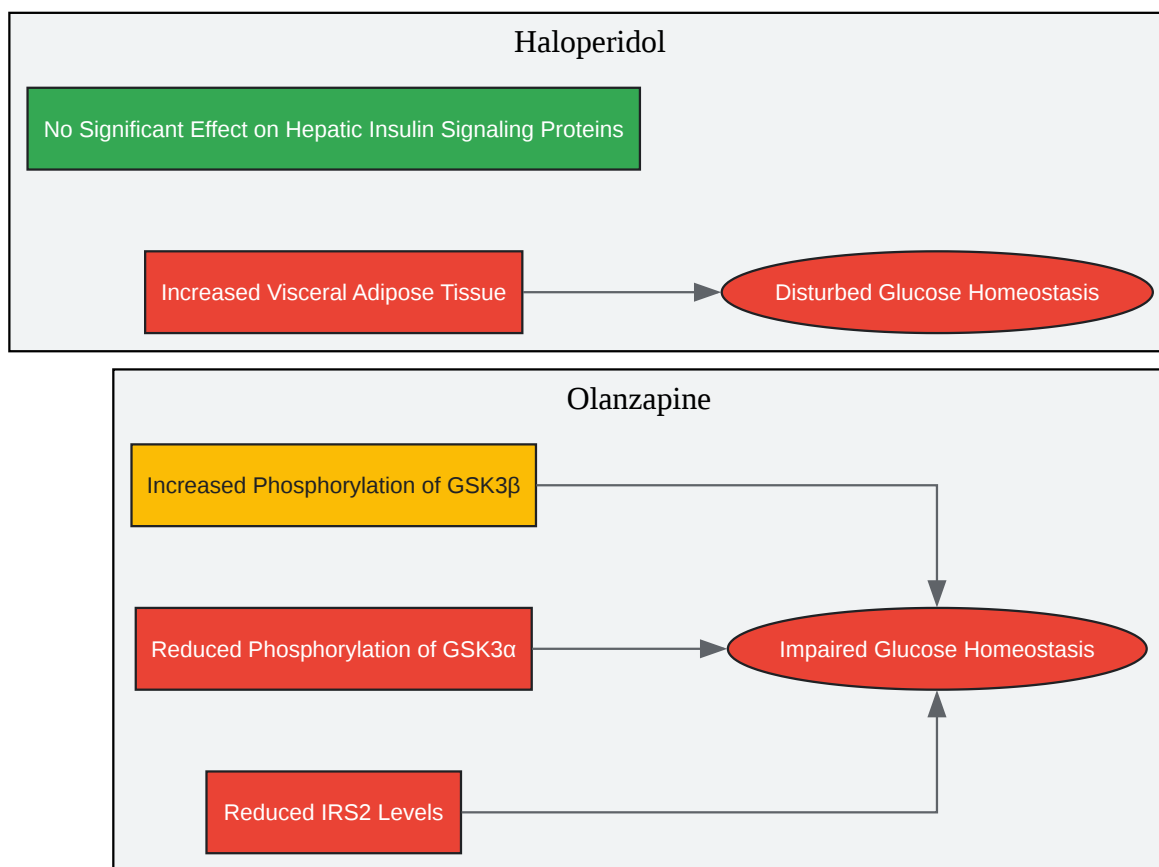 Haloperidol
No Significant Effect on Hepatic Insulin Signaling Proteins
Increased Visceral Adipose Tissue
Disturbed Glucose Homeostasis
Olanzapine
Increased Phosphorylation of GSK3β
Reduced Phosphorylation of GSK3α
Impaired Glucose Homeostasis
Reduced IRS2 Levels